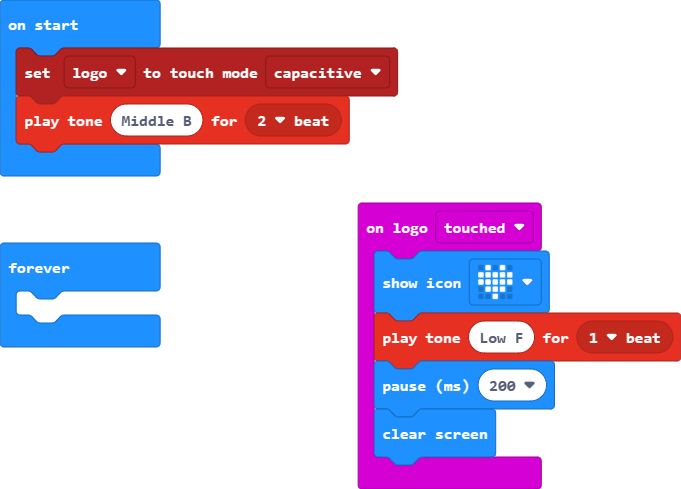 on start
set logo to touch mode capacitive
play tone Middle B for 2 beat
on logo touched
forever
show icon
play tone Low F for 1 beat
pause (ms) 200
clear screen